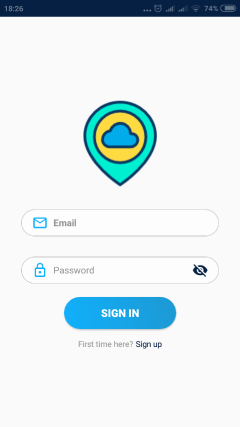 18:26
74%
Email
Password
SIGN IN
First time here? Sign up